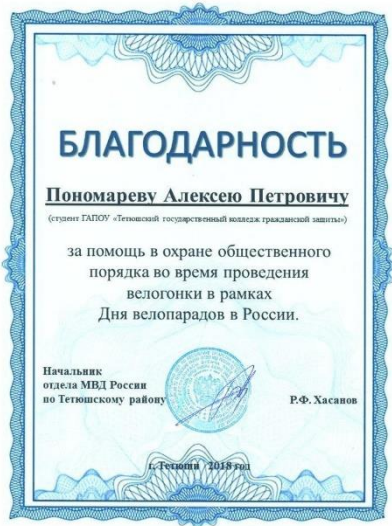 БЛАГОДАРНОСТЬ
Пономареву Алексею Петровичу
(студент ГАПОУ «Тетюшский государственный колледж гражданской защиты»)
за помощь в охране общественного
порядка во время проведения
велогонки в рамках
Дня велопарадов в России.
Начальник
отдела МВД России
по Тетюшскому району
Р.Ф. Хасанов
г. Тетюши 2018 год